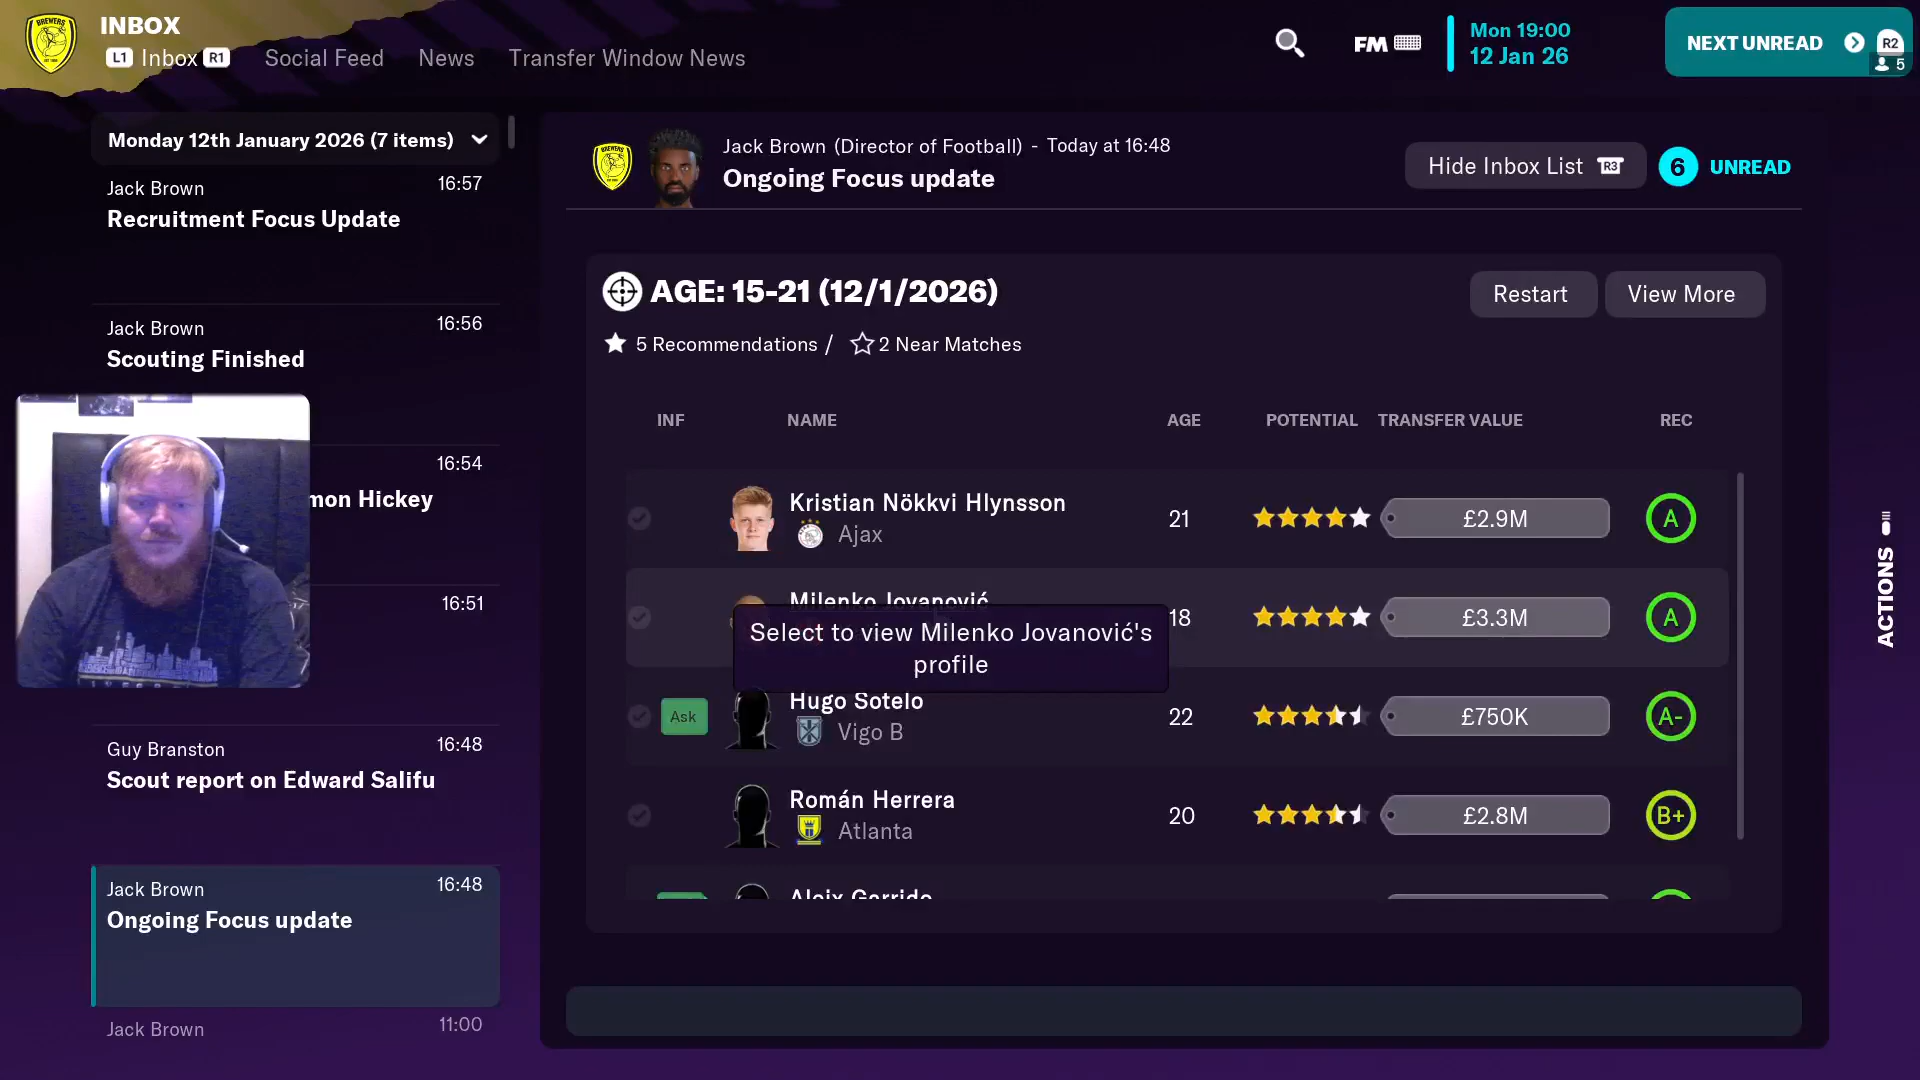 INBOX
L1 Inbox R1 Social Feed News Transfer Window News
FM
Mon 19:00
12 Jan 26
NEXT UNREAD R2
5
BREWERS
Monday 12th January 2026 (7 items)
Jack Brown 16:57
Recruitment Focus Update
Jack Brown 16:56
Scouting Finished
16:54
mon Hickey
16:51
Guy Branston 16:48
Scout report on Edward Salifu
Jack Brown 16:48
Ongoing Focus update
Jack Brown 11:00
BREWERS
Jack Brown (Director of Football) - Today at 16:48
Ongoing Focus update
Hide Inbox List R3
6 UNREAD
AGE: 15-21 (12/1/2026)
Restart View More
5 Recommendations / 2 Near Matches
INF NAME AGE POTENTIAL TRANSFER VALUE REC
Kristian Nökkvi Hlynsson
Ajax
21 £2.9M A
Milenko Jovanović
18 £3.3M A
Select to view Milenko Jovanović's
profile
Ask Hugo Sotelo
Vigo B
22 £750K A-
Román Herrera
Atlanta
20 £2.8M B+
Aleix Garrido
ACTIONS